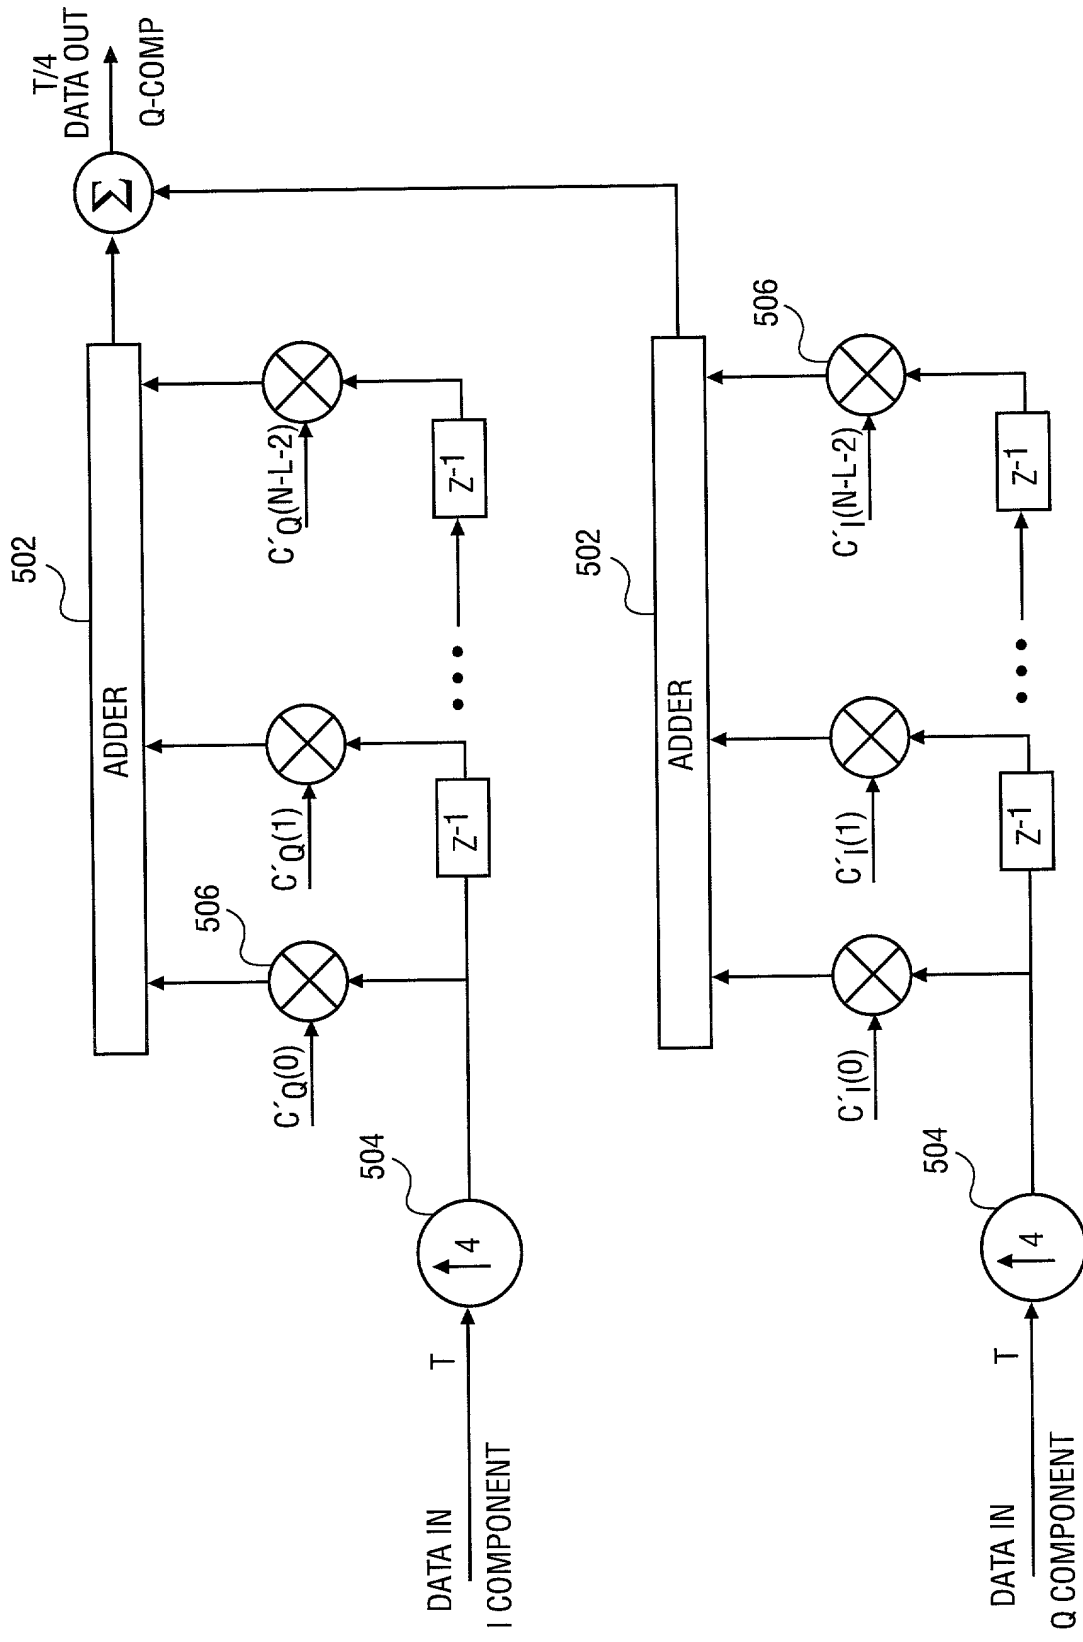 T/4
DATA OUT
Q-COMP
Σ
502
ADDER
506
C´Q(0)
C´Q(1)
C´Q(N-L-2)
Z-1
• • •
Z-1
504
↑4
T
DATA IN
I COMPONENT
502
ADDER
506
C´I(0)
C´I(1)
C´I(N-L-2)
Z-1
• • •
Z-1
504
↑4
T
DATA IN
Q COMPONENT